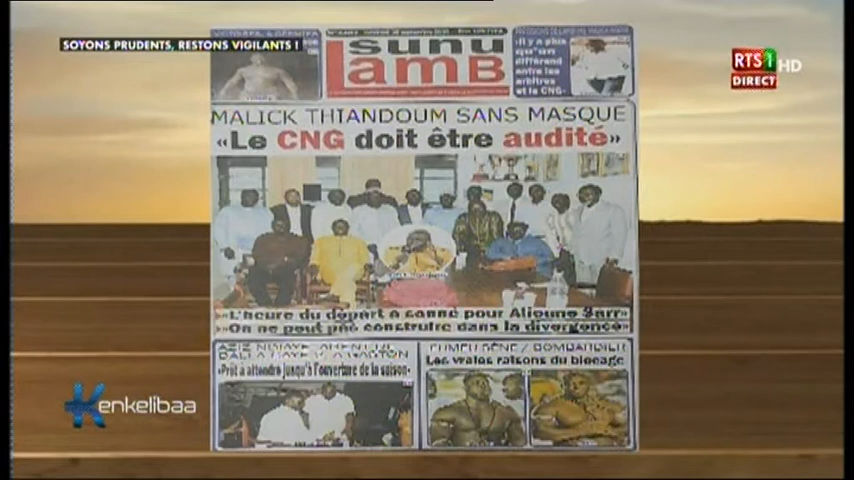 SOYONS PRUDENTS, RESTONS VIGILANTS !
RTS1 HD
DIRECT
sunu
LamB
«Il y a plus
qu'un
différend
entre les
arbitres
et le CNG»
MALICK THIANDOUM SANS MASQUE
«Le CNG doit être audité»
»«L'heure du départ a sonné pour Alioune Sarr»
»«On ne peut pas construire dans la divergence»
«Prêt à attendre jusqu'à l'ouverture de la saison»
BOMBARDIER
Les vraies raisons du blocage
Kenkelibaa